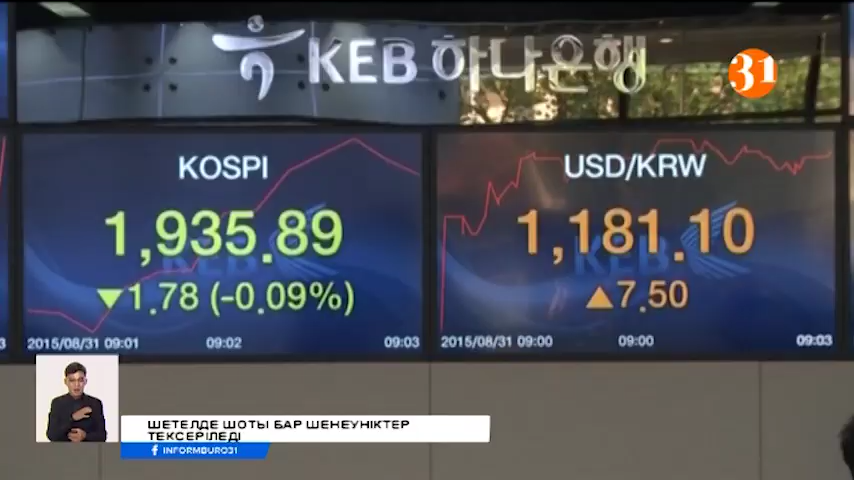 KEB 하나은행
31
KOSPI
1,935.89
▼1.78 (-0.09%)
2015/08/31 09:01 09:02 09:03
USD/KRW
1,181.10
▲7.50
2015/08/31 09:00 09:00 09:03
ШЕТЕЛДЕ ШОТЫ БАР ШЕНЕУНІКТЕР
ТЕКСЕРІЛЕДІ
INFORMBURO31